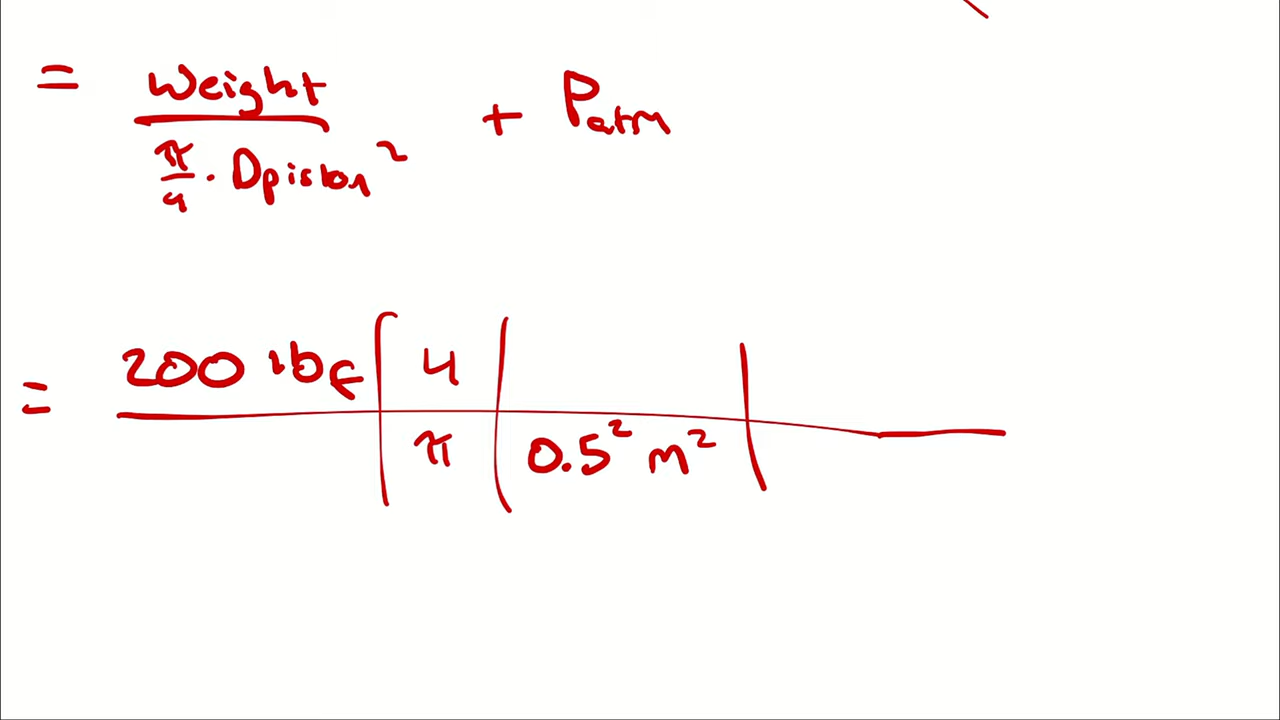 = Weight / (π/4 · Dpiston²) + Patm
= 200 lbf | 4 | 
π | 0.5² m² |